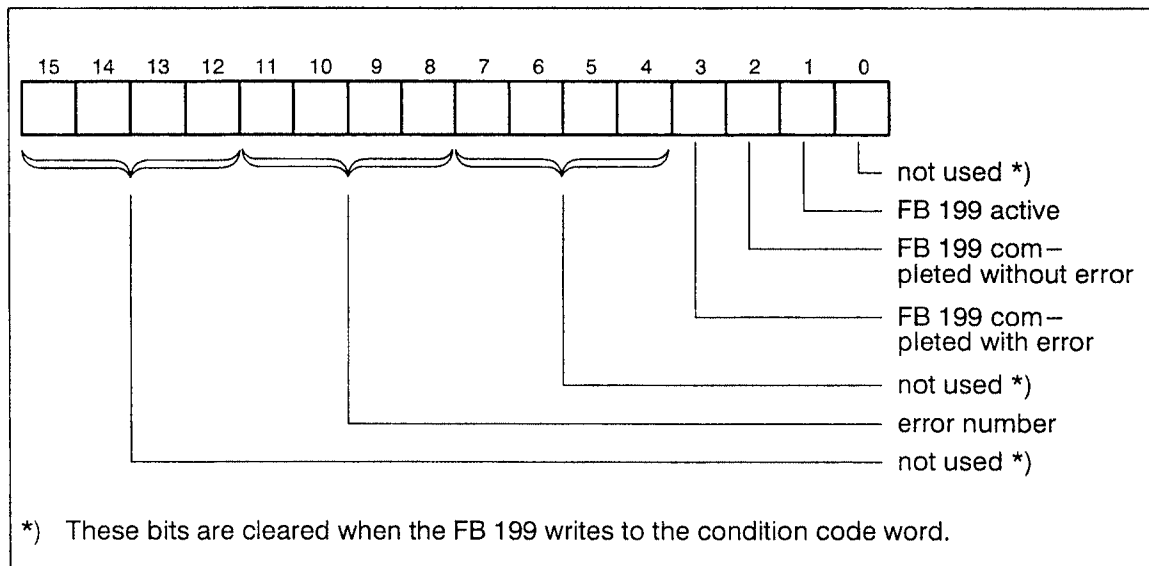 15 14 13 12 11 10 9 8 7 6 5 4 3 2 1 0
not used *)
FB 199 active
FB 199 com–
pleted without error
FB 199 com–
pleted with error
not used *)
error number
not used *)
*) These bits are cleared when the FB 199 writes to the condition code word.